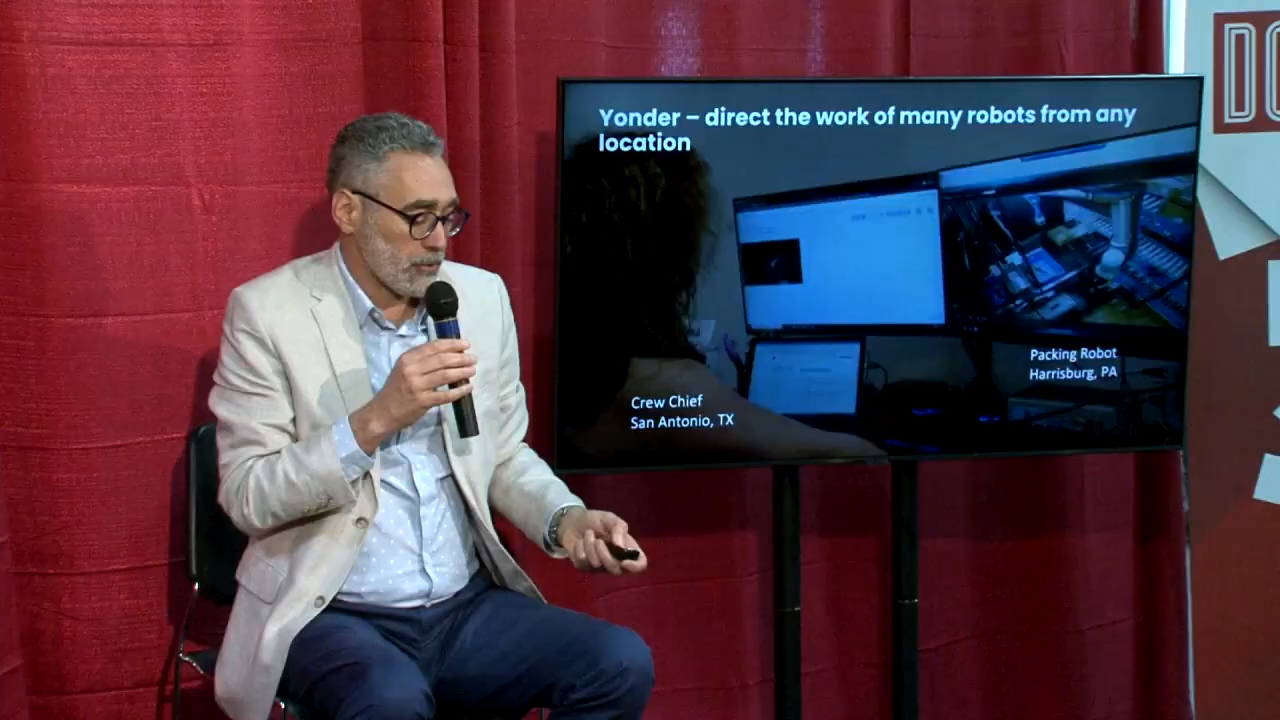 Yonder – direct the work of many robots from any
location
Crew Chief
San Antonio, TX
Packing Robot
Harrisburg, PA